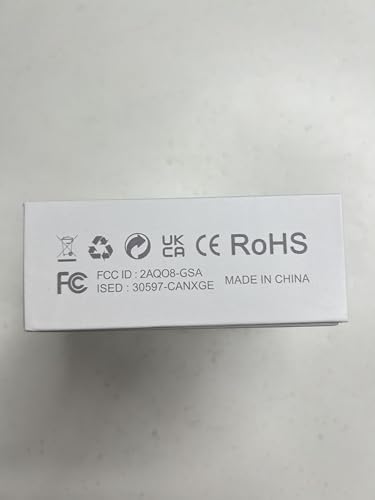 UK
CA CE RoHS
FC FCC ID : 2AQO8-GSA
ISED : 30597-CANXGE MADE IN CHINA